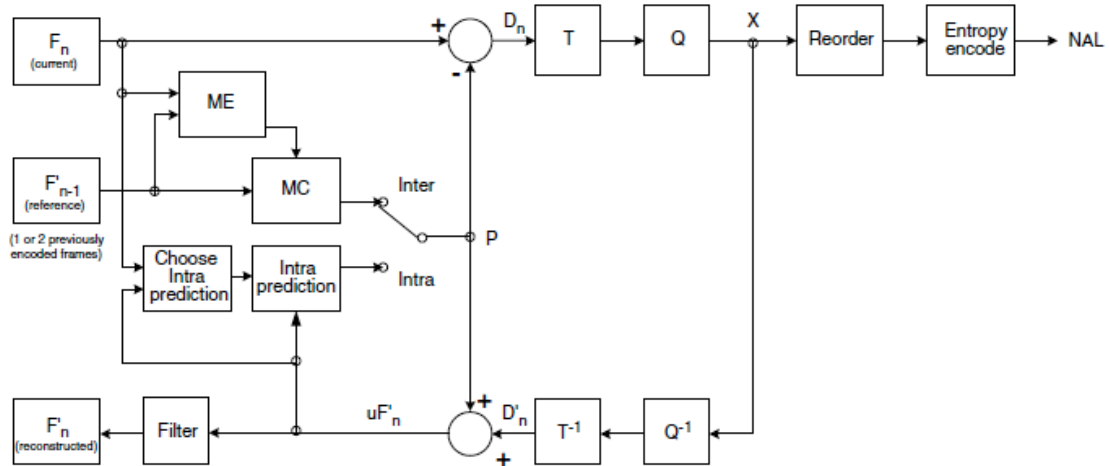 Fn
(current)
+
-
Dn
T
Q
X
Reorder
Entropy
encode
NAL
ME
F'n-1
(reference)
(1 or 2 previously
encoded frames)
MC
Inter
P
Choose
Intra
prediction
Intra
prediction
Intra
F'n
(reconstructed)
Filter
uF'n
+
+
D'n
T-1
Q-1